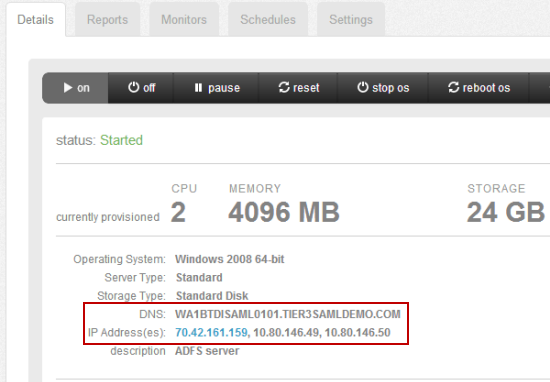 Details Reports Monitors Schedules Settings
on off pause reset stop os reboot os
status: Started
CPU MEMORY STORAGE
currently provisioned 2 4096 MB 24 GB
Operating System: Windows 2008 64-bit
Server Type: Standard
Storage Type: Standard Disk
DNS: WA1BTDISAML0101.TIER3SAMLDEMO.COM
IP Address(es): 70.42.161.159, 10.80.146.49, 10.80.146.50
description ADFS server